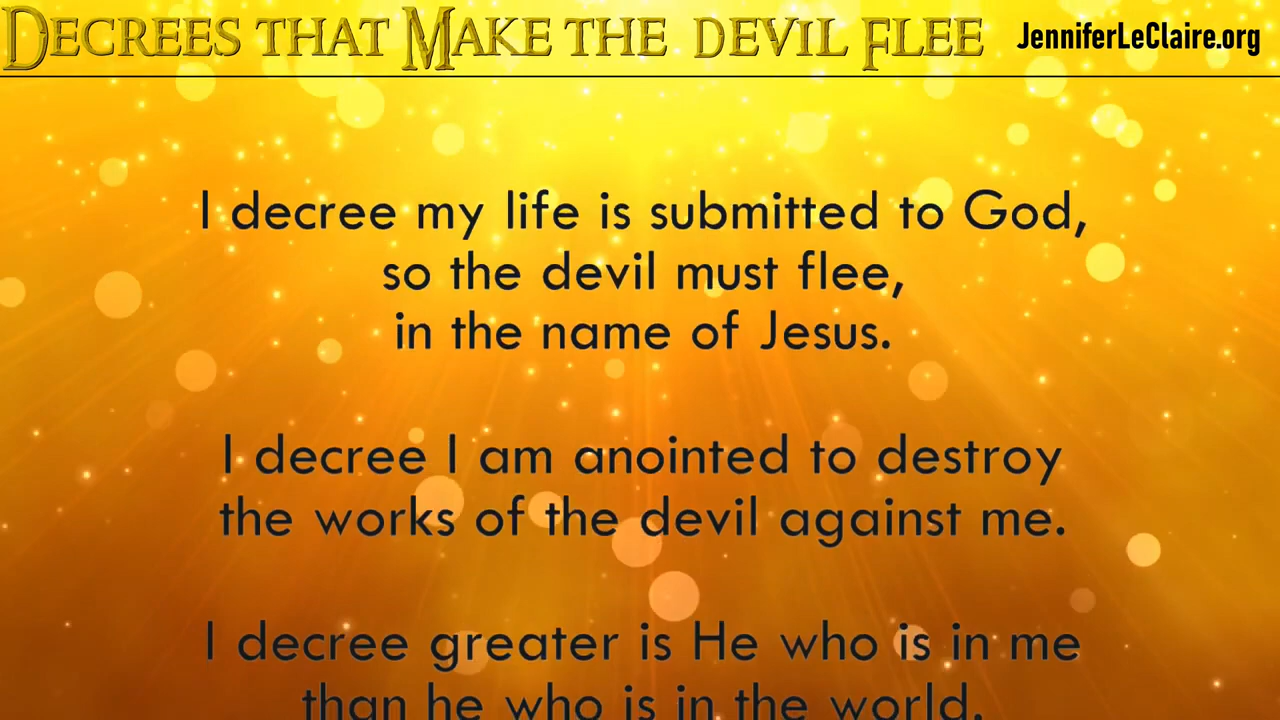 DECREES THAT MAKE THE DEVIL FLEE
JenniferLeClaire.org
I decree my life is submitted to God,
so the devil must flee,
in the name of Jesus.
I decree I am anointed to destroy
the works of the devil against me.
I decree greater is He who is in me
than he who is in the world.